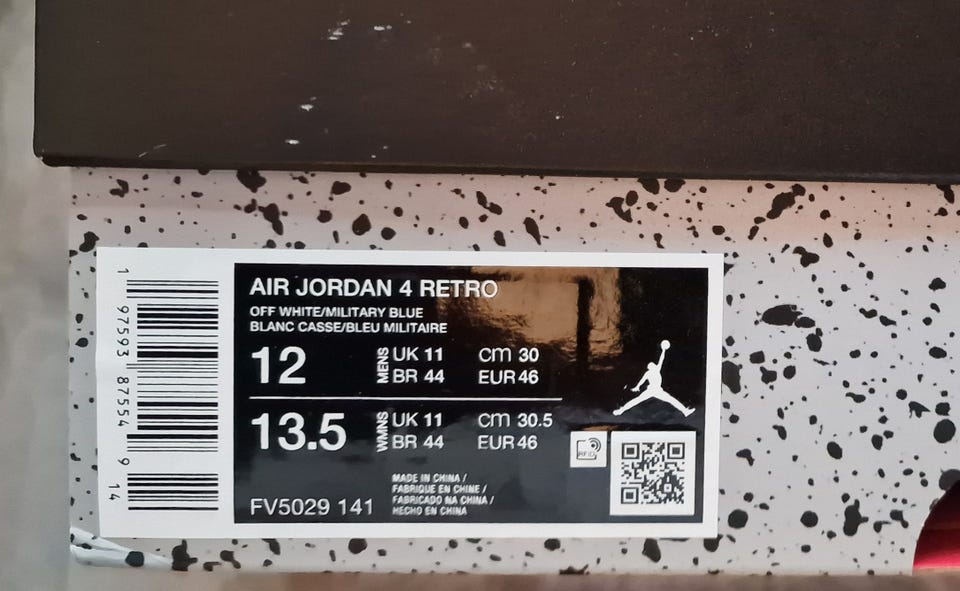 1 97593 87554 9 14
AIR JORDAN 4 RETRO
OFF WHITE/MILITARY BLUE
BLANC CASSE/BLEU MILITAIRE
12 MENS UK 11 cm 30
BR 44 EUR 46
13.5 WMNS UK 11 cm 30.5
BR 44 EUR 46
RFID
FV5029 141
MADE IN CHINA /
FABRIQUE EN CHINE /
FABRICADO NA CHINA /
HECHO EN CHINA